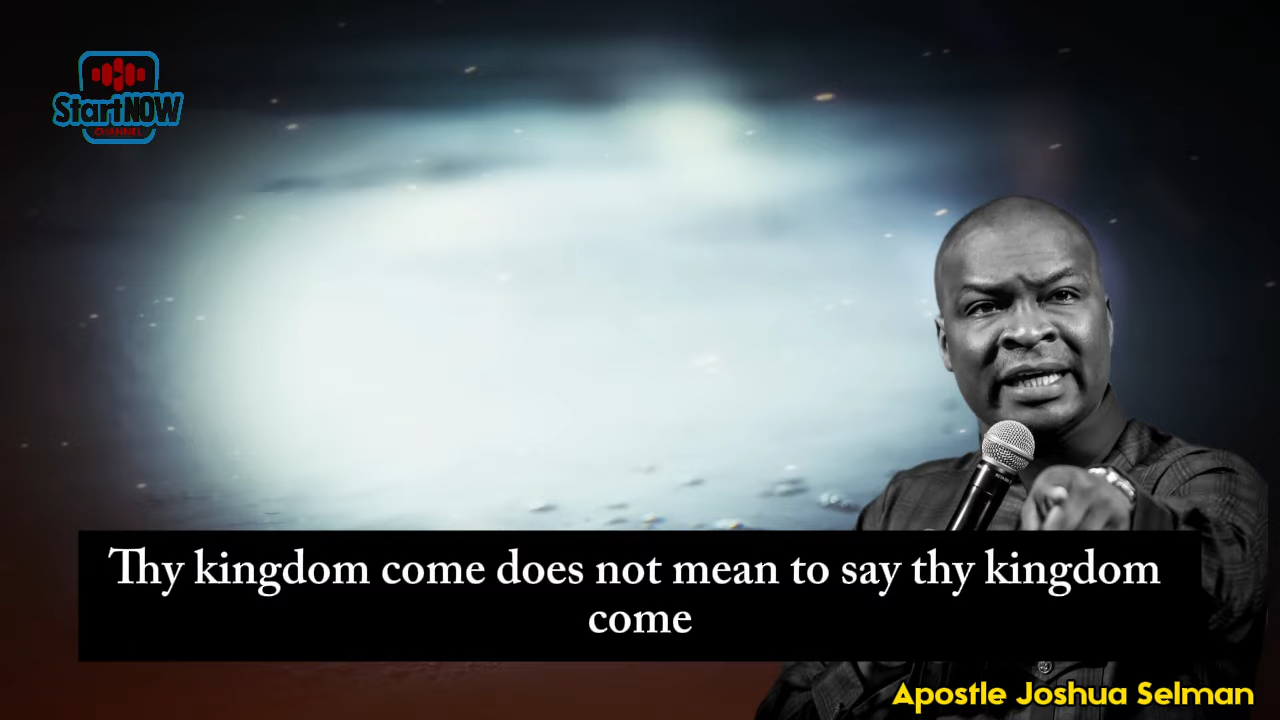 StartNOW
CHANNEL
Thy kingdom come does not mean to say thy kingdom
come
Apostle Joshua Selman